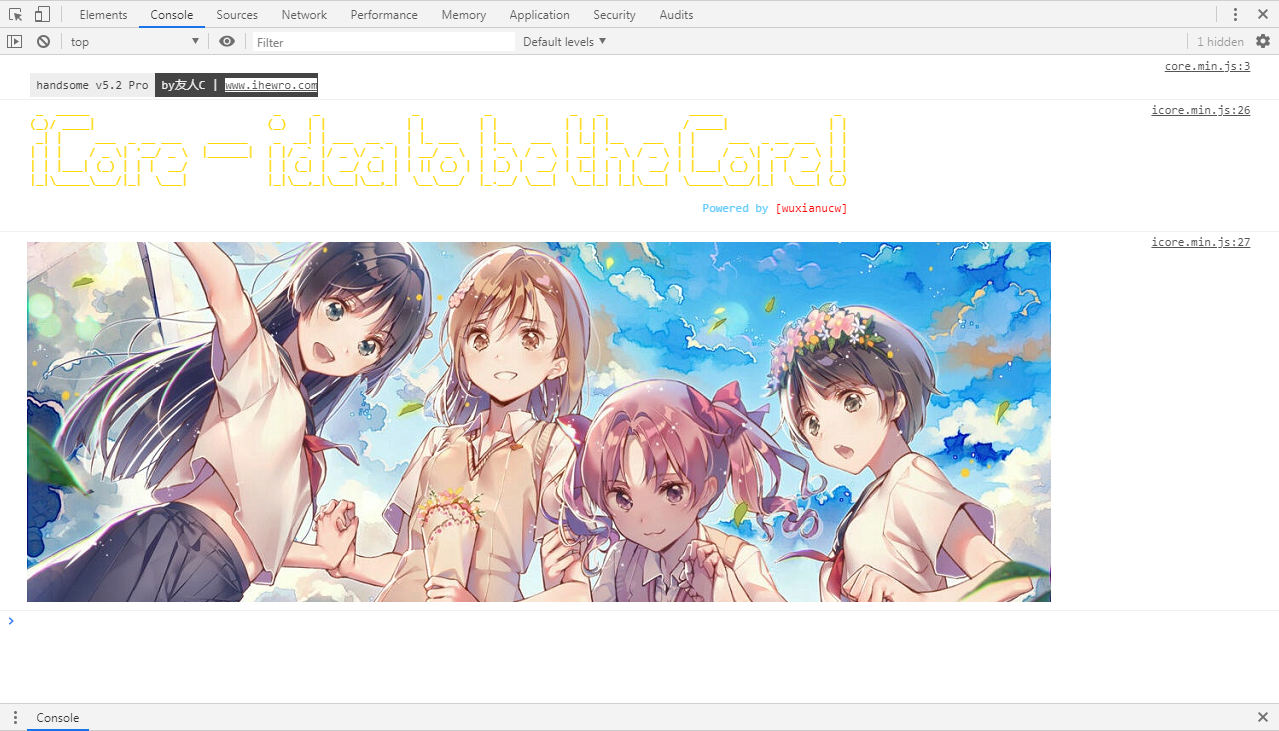 Elements Console Sources Network Performance Memory Application Security Audits
top Filter Default levels 1 hidden
core.min.js:3
handsome v5.2 Pro by友人C | www.ihewro.com
icore.min.js:26
iCore - ideal to be the Core!
Powered by [wuxianucw]
icore.min.js:27
Console